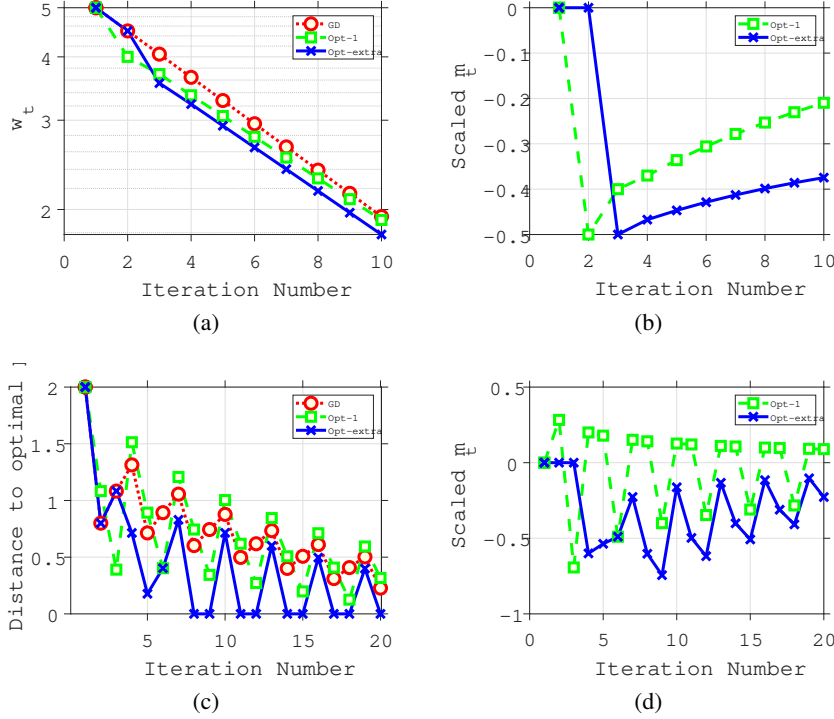 5
4
3
2
w_t
0
2
4
6
8
10
Iteration Number
GD
Opt-1
Opt-extra
(a)
0
-0.1
-0.2
-0.3
-0.4
-0.5
Scaled m_t
0
2
4
6
8
10
Iteration Number
Opt-1
Opt-extra
(b)
2
1.5
1
0.5
0
Distance to optimal ]
5
10
15
20
Iteration Number
GD
Opt-1
Opt-extra
(c)
0.5
0
-0.5
-1
Scaled m_t
0
5
10
15
20
Iteration Number
Opt-1
Opt-extra
(d)